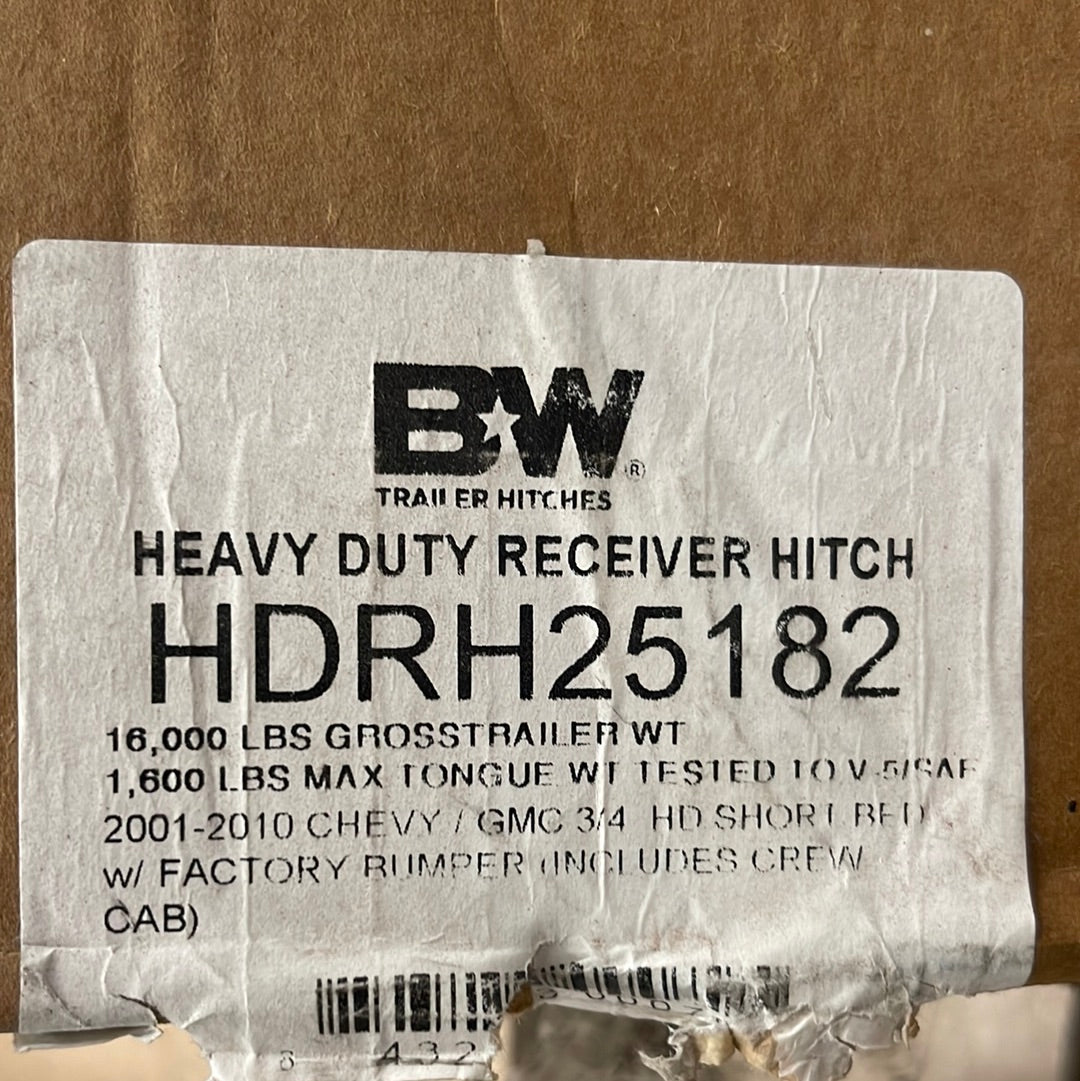 B★W®
TRAILER HITCHES
HEAVY DUTY RECEIVER HITCH
HDRH25182
16,000 LBS GROSSTRAILER WT
1,600 LBS MAX TONGUE WT TESTED TO V-5/SAE
2001-2010 CHEVY / GMC 3/4 HD SHORT BED
w/ FACTORY BUMPER (INCLUDES CREW
CAB)
432